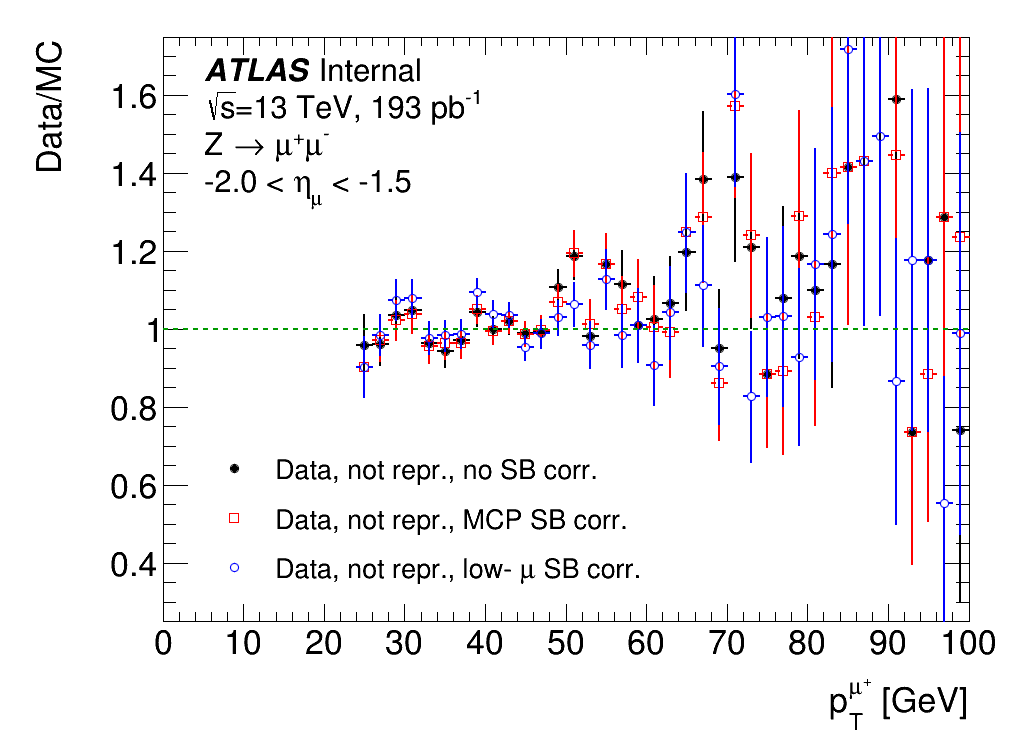 Data/MC
ATLAS Internal
√s=13 TeV, 193 pb⁻¹
Z → μ⁺μ⁻
-2.0 < η_μ < -1.5
1.6
1.4
1.2
1
0.8
0.6
0.4
Data, not repr., no SB corr.
Data, not repr., MCP SB corr.
Data, not repr., low- μ SB corr.
0 10 20 30 40 50 60 70 80 90 100
p_T^μ⁺ [GeV]